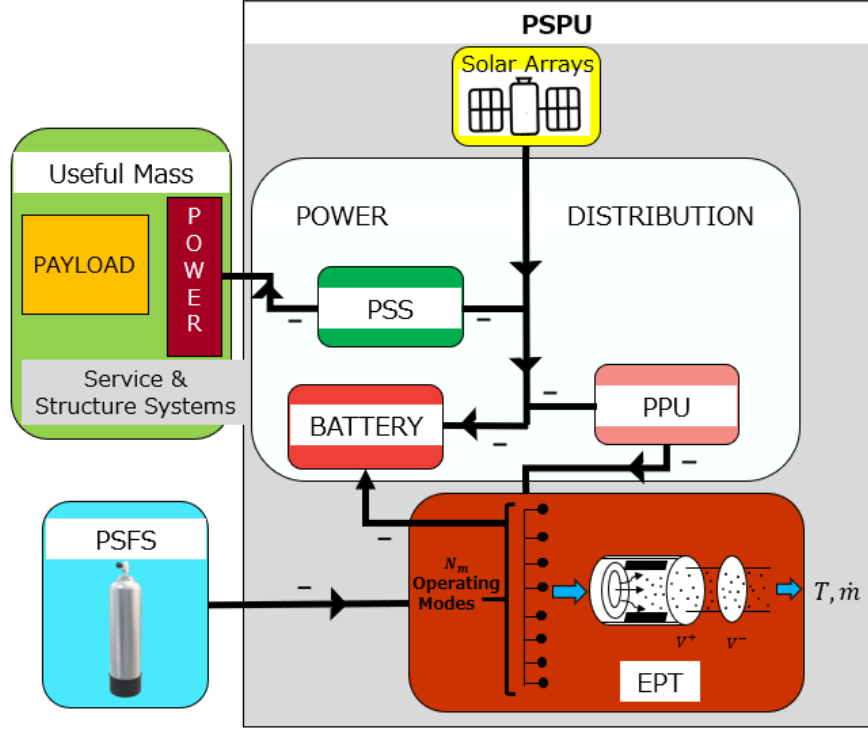 PSPU
Solar Arrays
Useful Mass
POWER
DISTRIBUTION
PAYLOAD
P
O
W
E
R
PSS
–
–
Service &
Structure Systems
BATTERY
–
–
PPU
–
PSFS
–
–
N_m
Operating
Modes
T, ṁ
V⁺
V⁻
EPT